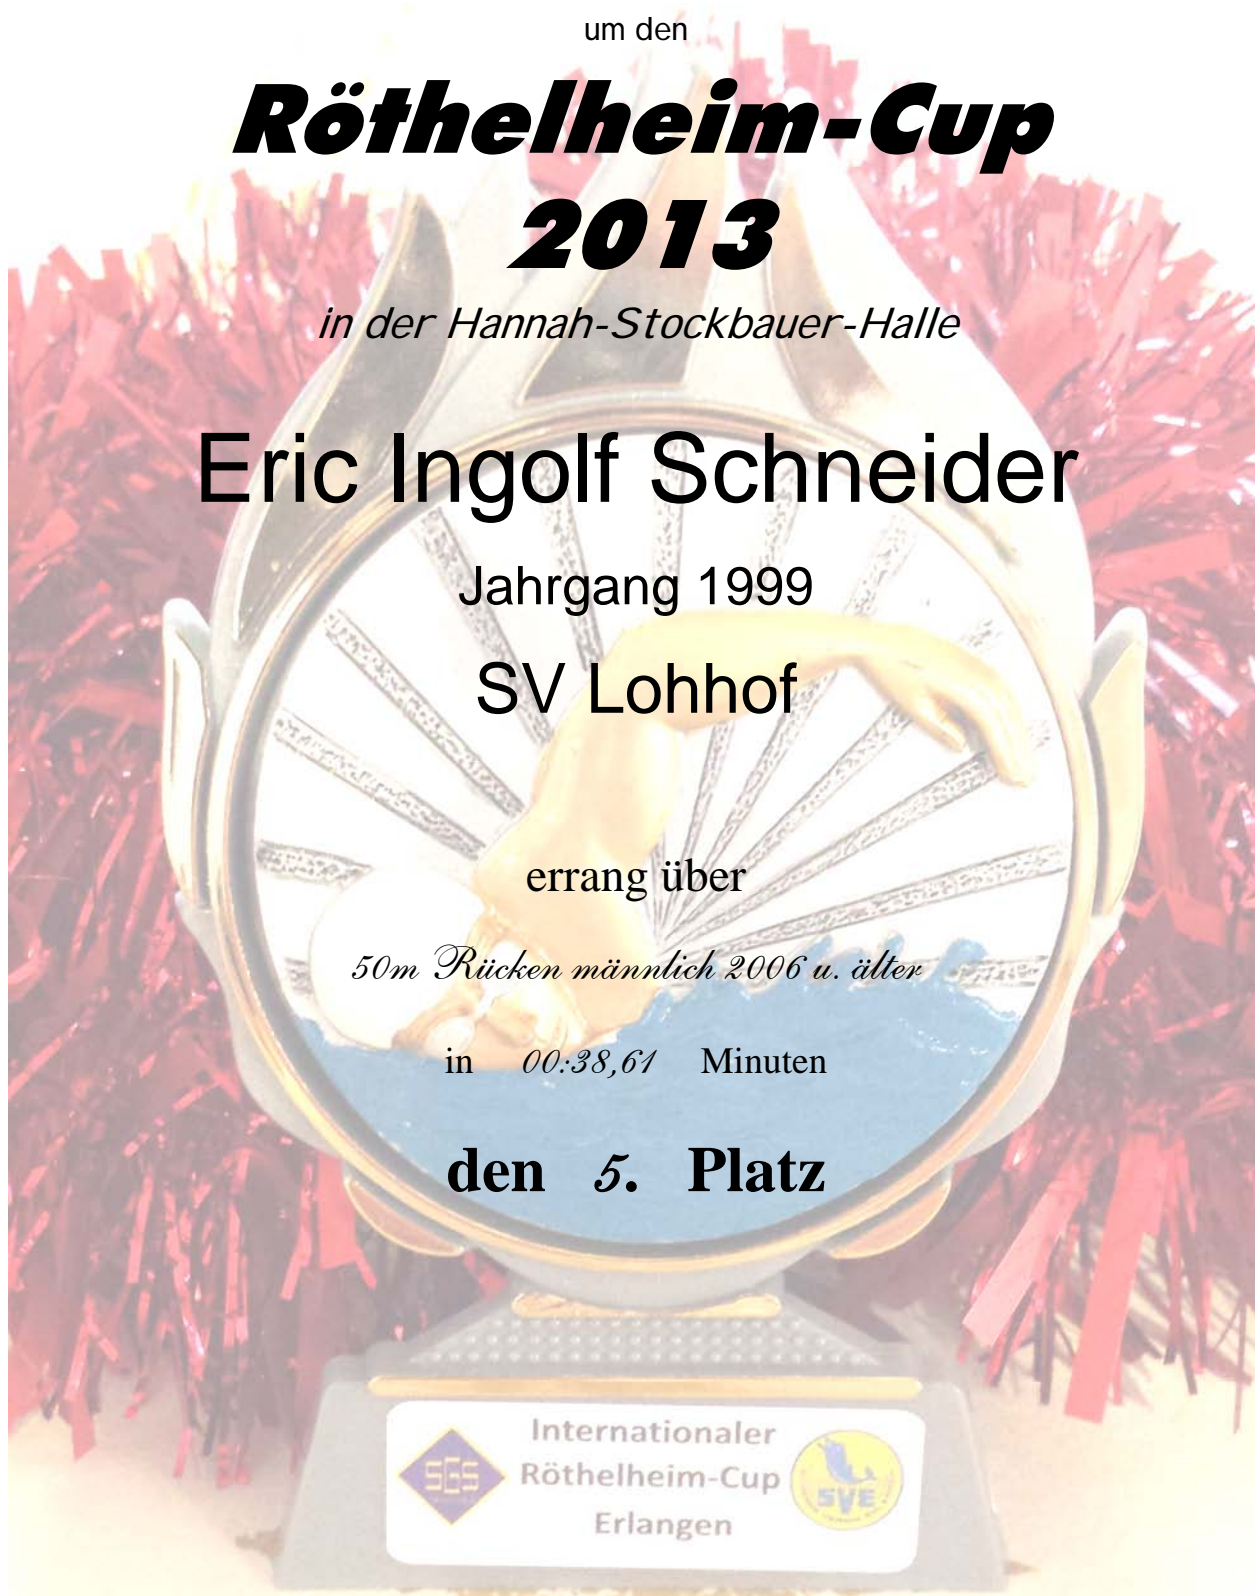 um den
Röthelheim-Cup
2013
in der Hannah-Stockbauer-Halle
Eric Ingolf Schneider
Jahrgang 1999
SV Lohhof
errang über
50m Rücken männlich 2006 u. älter
in 00:38,61 Minuten
den 5. Platz
Internationaler
SGS Röthelheim-Cup SVE
Erlangen